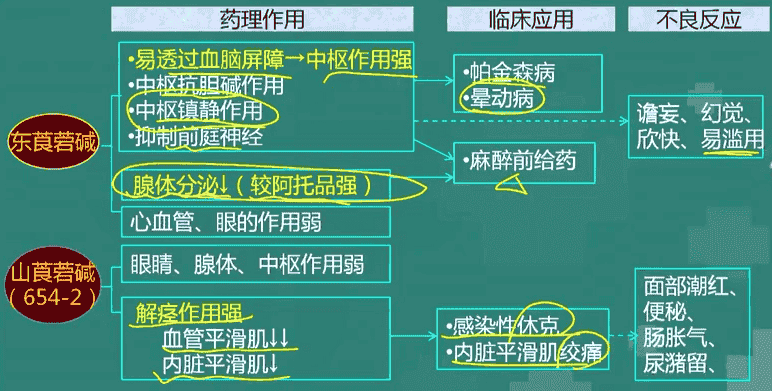 药理作用
临床应用
不良反应
东莨菪碱
•易透过血脑屏障→中枢作用强
•中枢抗胆碱作用
•中枢镇静作用
•抑制前庭神经
•帕金森病
•晕动病
谵妄、幻觉、
欣快、易滥用
腺体分泌↓（较阿托品强）
•麻醉前给药
心血管、眼的作用弱
山莨菪碱
（654-2）
眼睛、腺体、中枢作用弱
解痉作用强
血管平滑肌↓↓
内脏平滑肌↓
•感染性休克
•内脏平滑肌绞痛
面部潮红、
便秘、
肠胀气、
尿潴留、